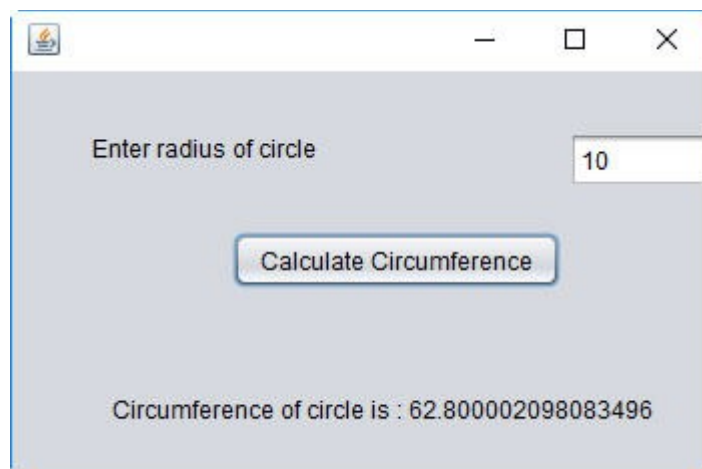 Enter radius of circle 10
Calculate Circumference
Circumference of circle is : 62.800002098083496